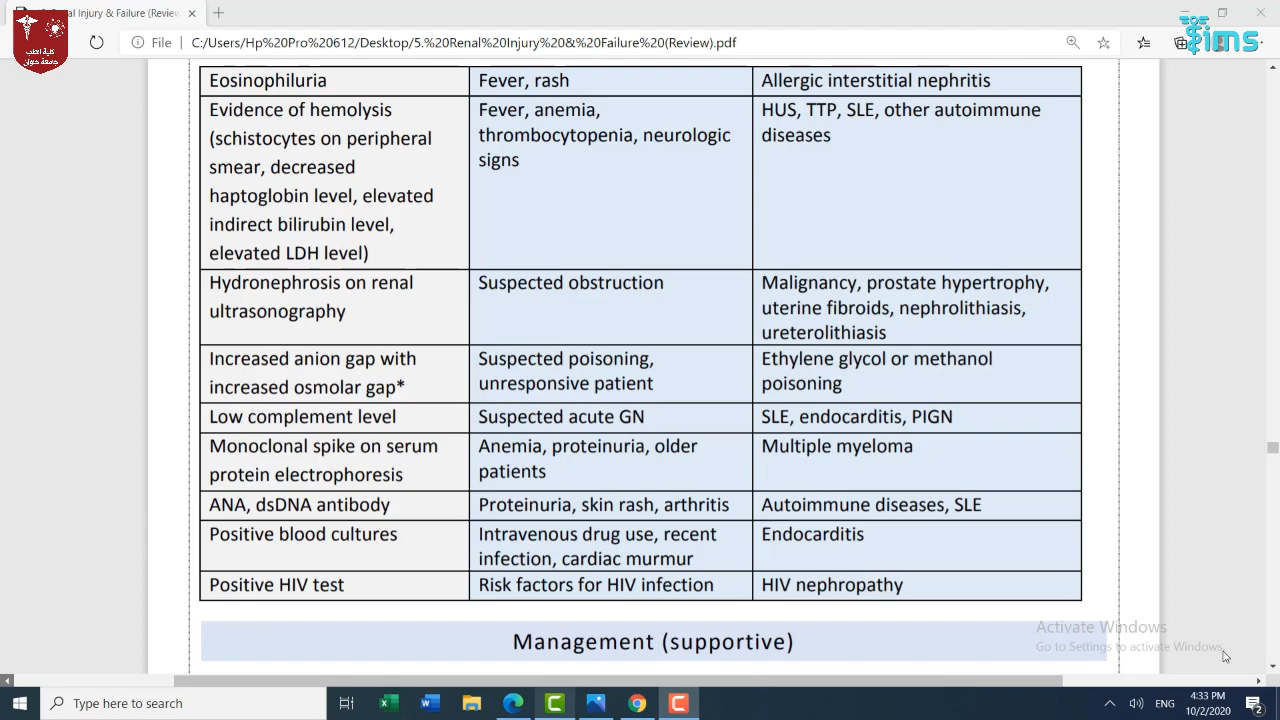 Renal Injury & Failure (Review
File
C:/Users/Hp%20Pro%20612/Desktop/5.%20Renal%20Injury%20&%20Failure%20(Review).pdf
كلية الطب
جامعة حلوان
ims
Eosinophiluria
Fever, rash
Allergic interstitial nephritis
Evidence of hemolysis
(schistocytes on peripheral
smear, decreased
haptoglobin level, elevated
indirect bilirubin level,
elevated LDH level)
Fever, anemia,
thrombocytopenia, neurologic
signs
HUS, TTP, SLE, other autoimmune
diseases
Hydronephrosis on renal
ultrasonography
Suspected obstruction
Malignancy, prostate hypertrophy,
uterine fibroids, nephrolithiasis,
ureterolithiasis
Increased anion gap with
increased osmolar gap*
Suspected poisoning,
unresponsive patient
Ethylene glycol or methanol
poisoning
Low complement level
Suspected acute GN
SLE, endocarditis, PIGN
Monoclonal spike on serum
protein electrophoresis
Anemia, proteinuria, older
patients
Multiple myeloma
ANA, dsDNA antibody
Proteinuria, skin rash, arthritis
Autoimmune diseases, SLE
Positive blood cultures
Intravenous drug use, recent
infection, cardiac murmur
Endocarditis
Positive HIV test
Risk factors for HIV infection
HIV nephropathy
Management (supportive)
Activate Windows
Go to Settings to activate Windows.
Type here to search
ENG
4:33 PM
10/2/2020
2